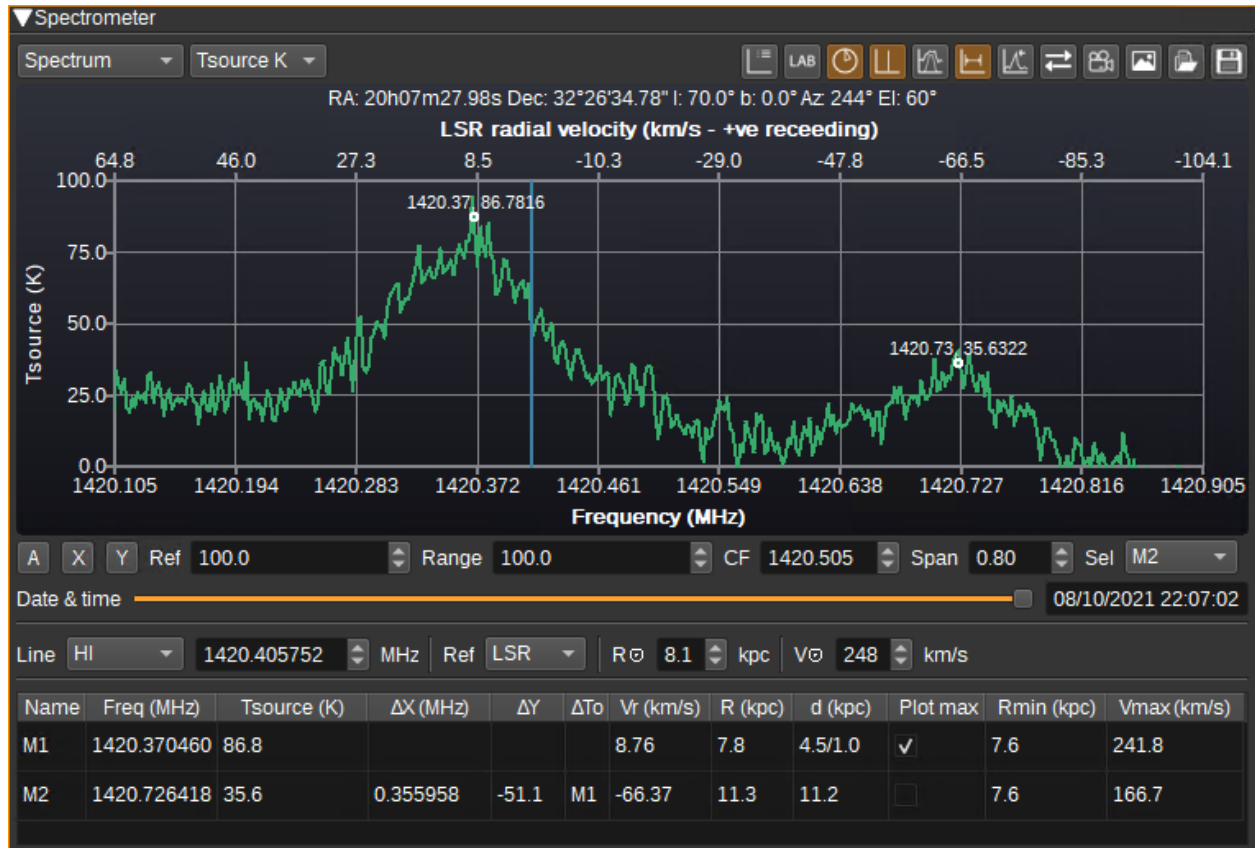 Spectrometer
Spectrum Tsource K LAB
RA: 20h07m27.98s Dec: 32°26'34.78" l: 70.0° b: 0.0° Az: 244° El: 60°
LSR radial velocity (km/s - +ve receeding)
64.8 46.0 27.3 8.5 -10.3 -29.0 -47.8 -66.5 -85.3 -104.1
100.0
1420.37, 86.7816
75.0
Tsource (K)
50.0
1420.73, 35.6322
25.0
0.0
1420.105 1420.194 1420.283 1420.372 1420.461 1420.549 1420.638 1420.727 1420.816 1420.905
Frequency (MHz)
A X Y Ref 100.0 Range 100.0 CF 1420.505 Span 0.80 Sel M2
Date & time 08/10/2021 22:07:02
Line HI 1420.405752 MHz Ref LSR R⊙ 8.1 kpc V⊙ 248 km/s
Name Freq (MHz) Tsource (K) ΔX (MHz) ΔY ΔTo Vr (km/s) R (kpc) d (kpc) Plot max Rmin (kpc) Vmax (km/s)
M1 1420.370460 86.8 8.76 7.8 4.5/1.0 7.6 241.8
M2 1420.726418 35.6 0.355958 -51.1 M1 -66.37 11.3 11.2 7.6 166.7